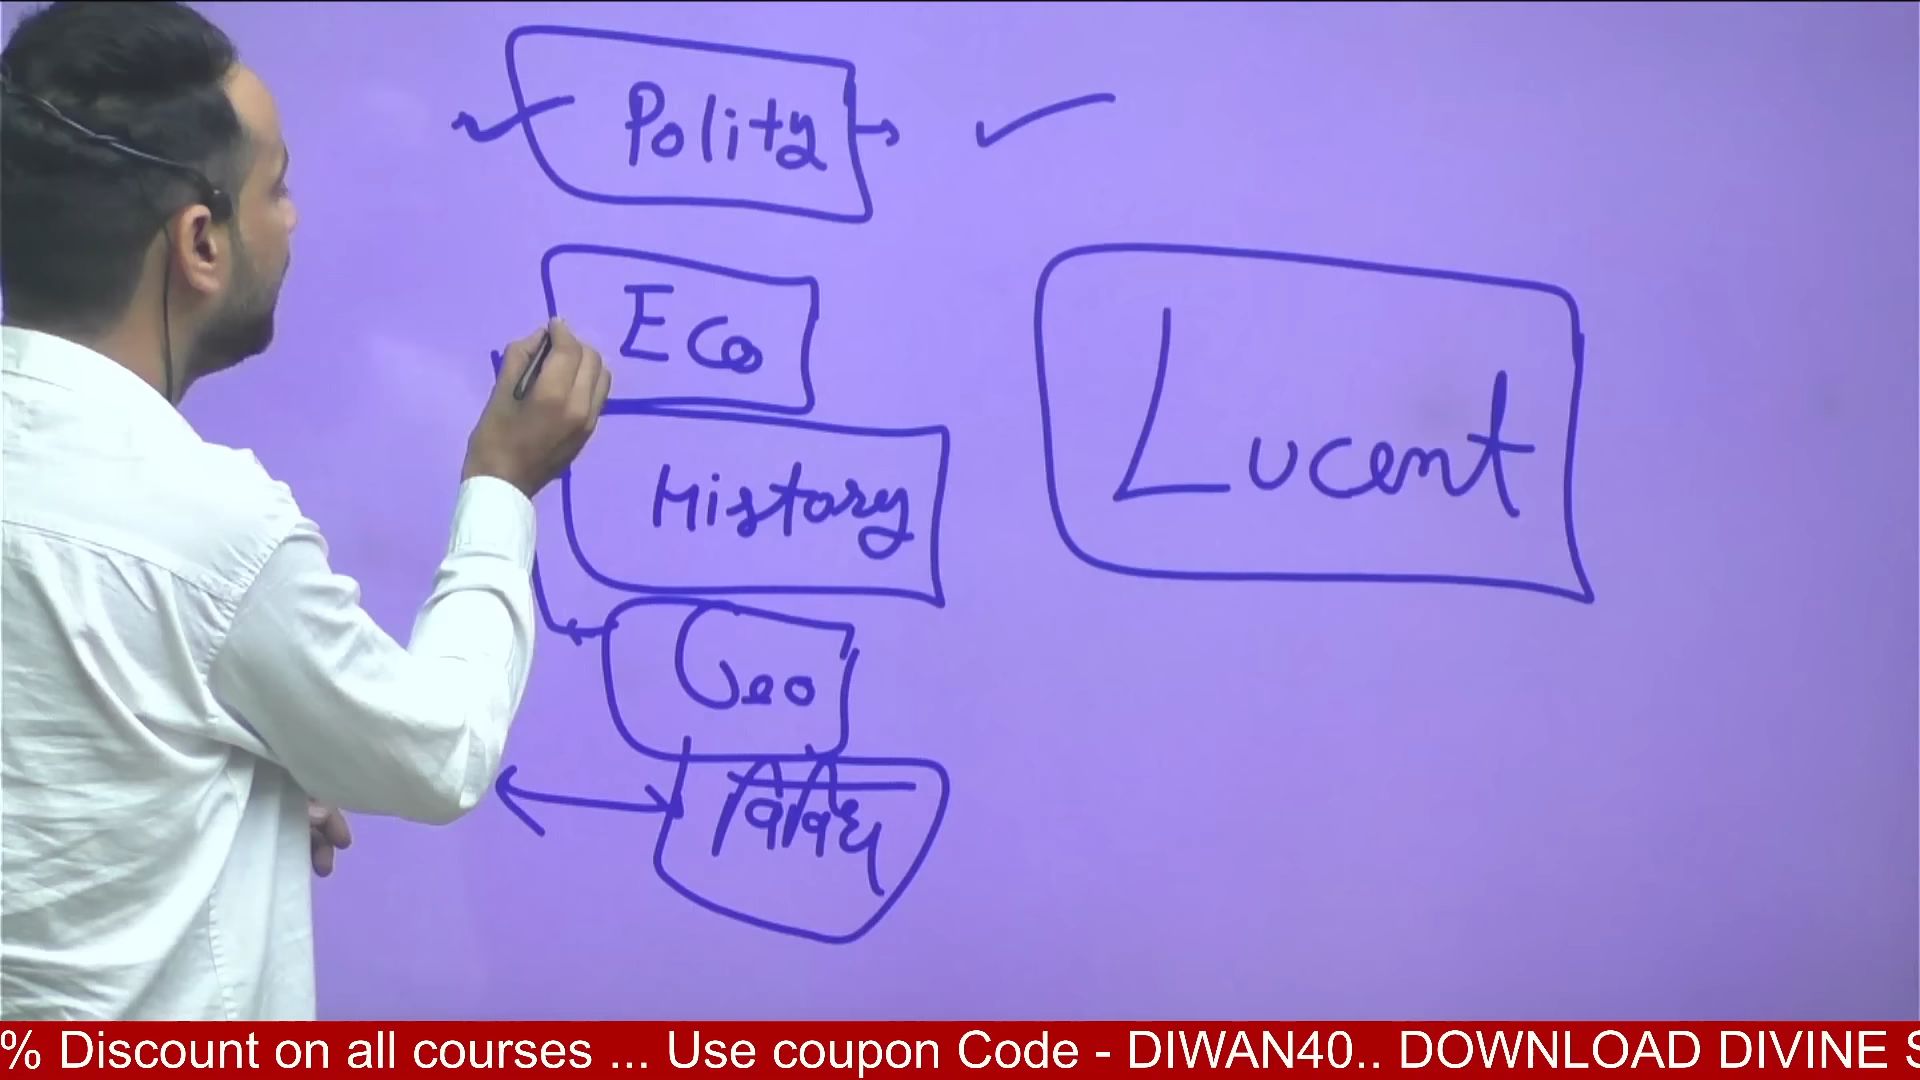 Polity
Eco
Lucent
History
Geo
विविध
% Discount on all courses ... Use coupon Code - DIWAN40.. DOWNLOAD DIVINE S